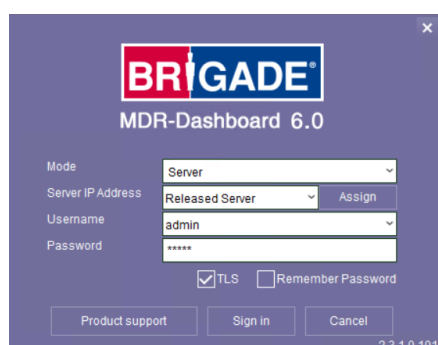 BRIGADE®
MDR-Dashboard 6.0
Mode Server
Server IP Address Released Server Assign
Username admin
Password *****
TLS Remember Password
Product support Sign in Cancel